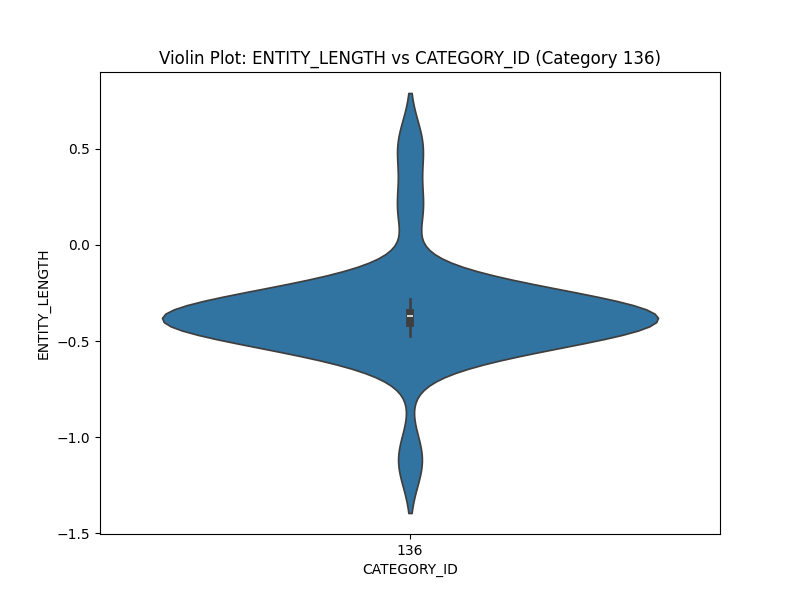 Violin Plot: ENTITY_LENGTH vs CATEGORY_ID (Category 136)
0.5
0.0
−0.5
−1.0
−1.5
ENTITY_LENGTH
136
CATEGORY_ID